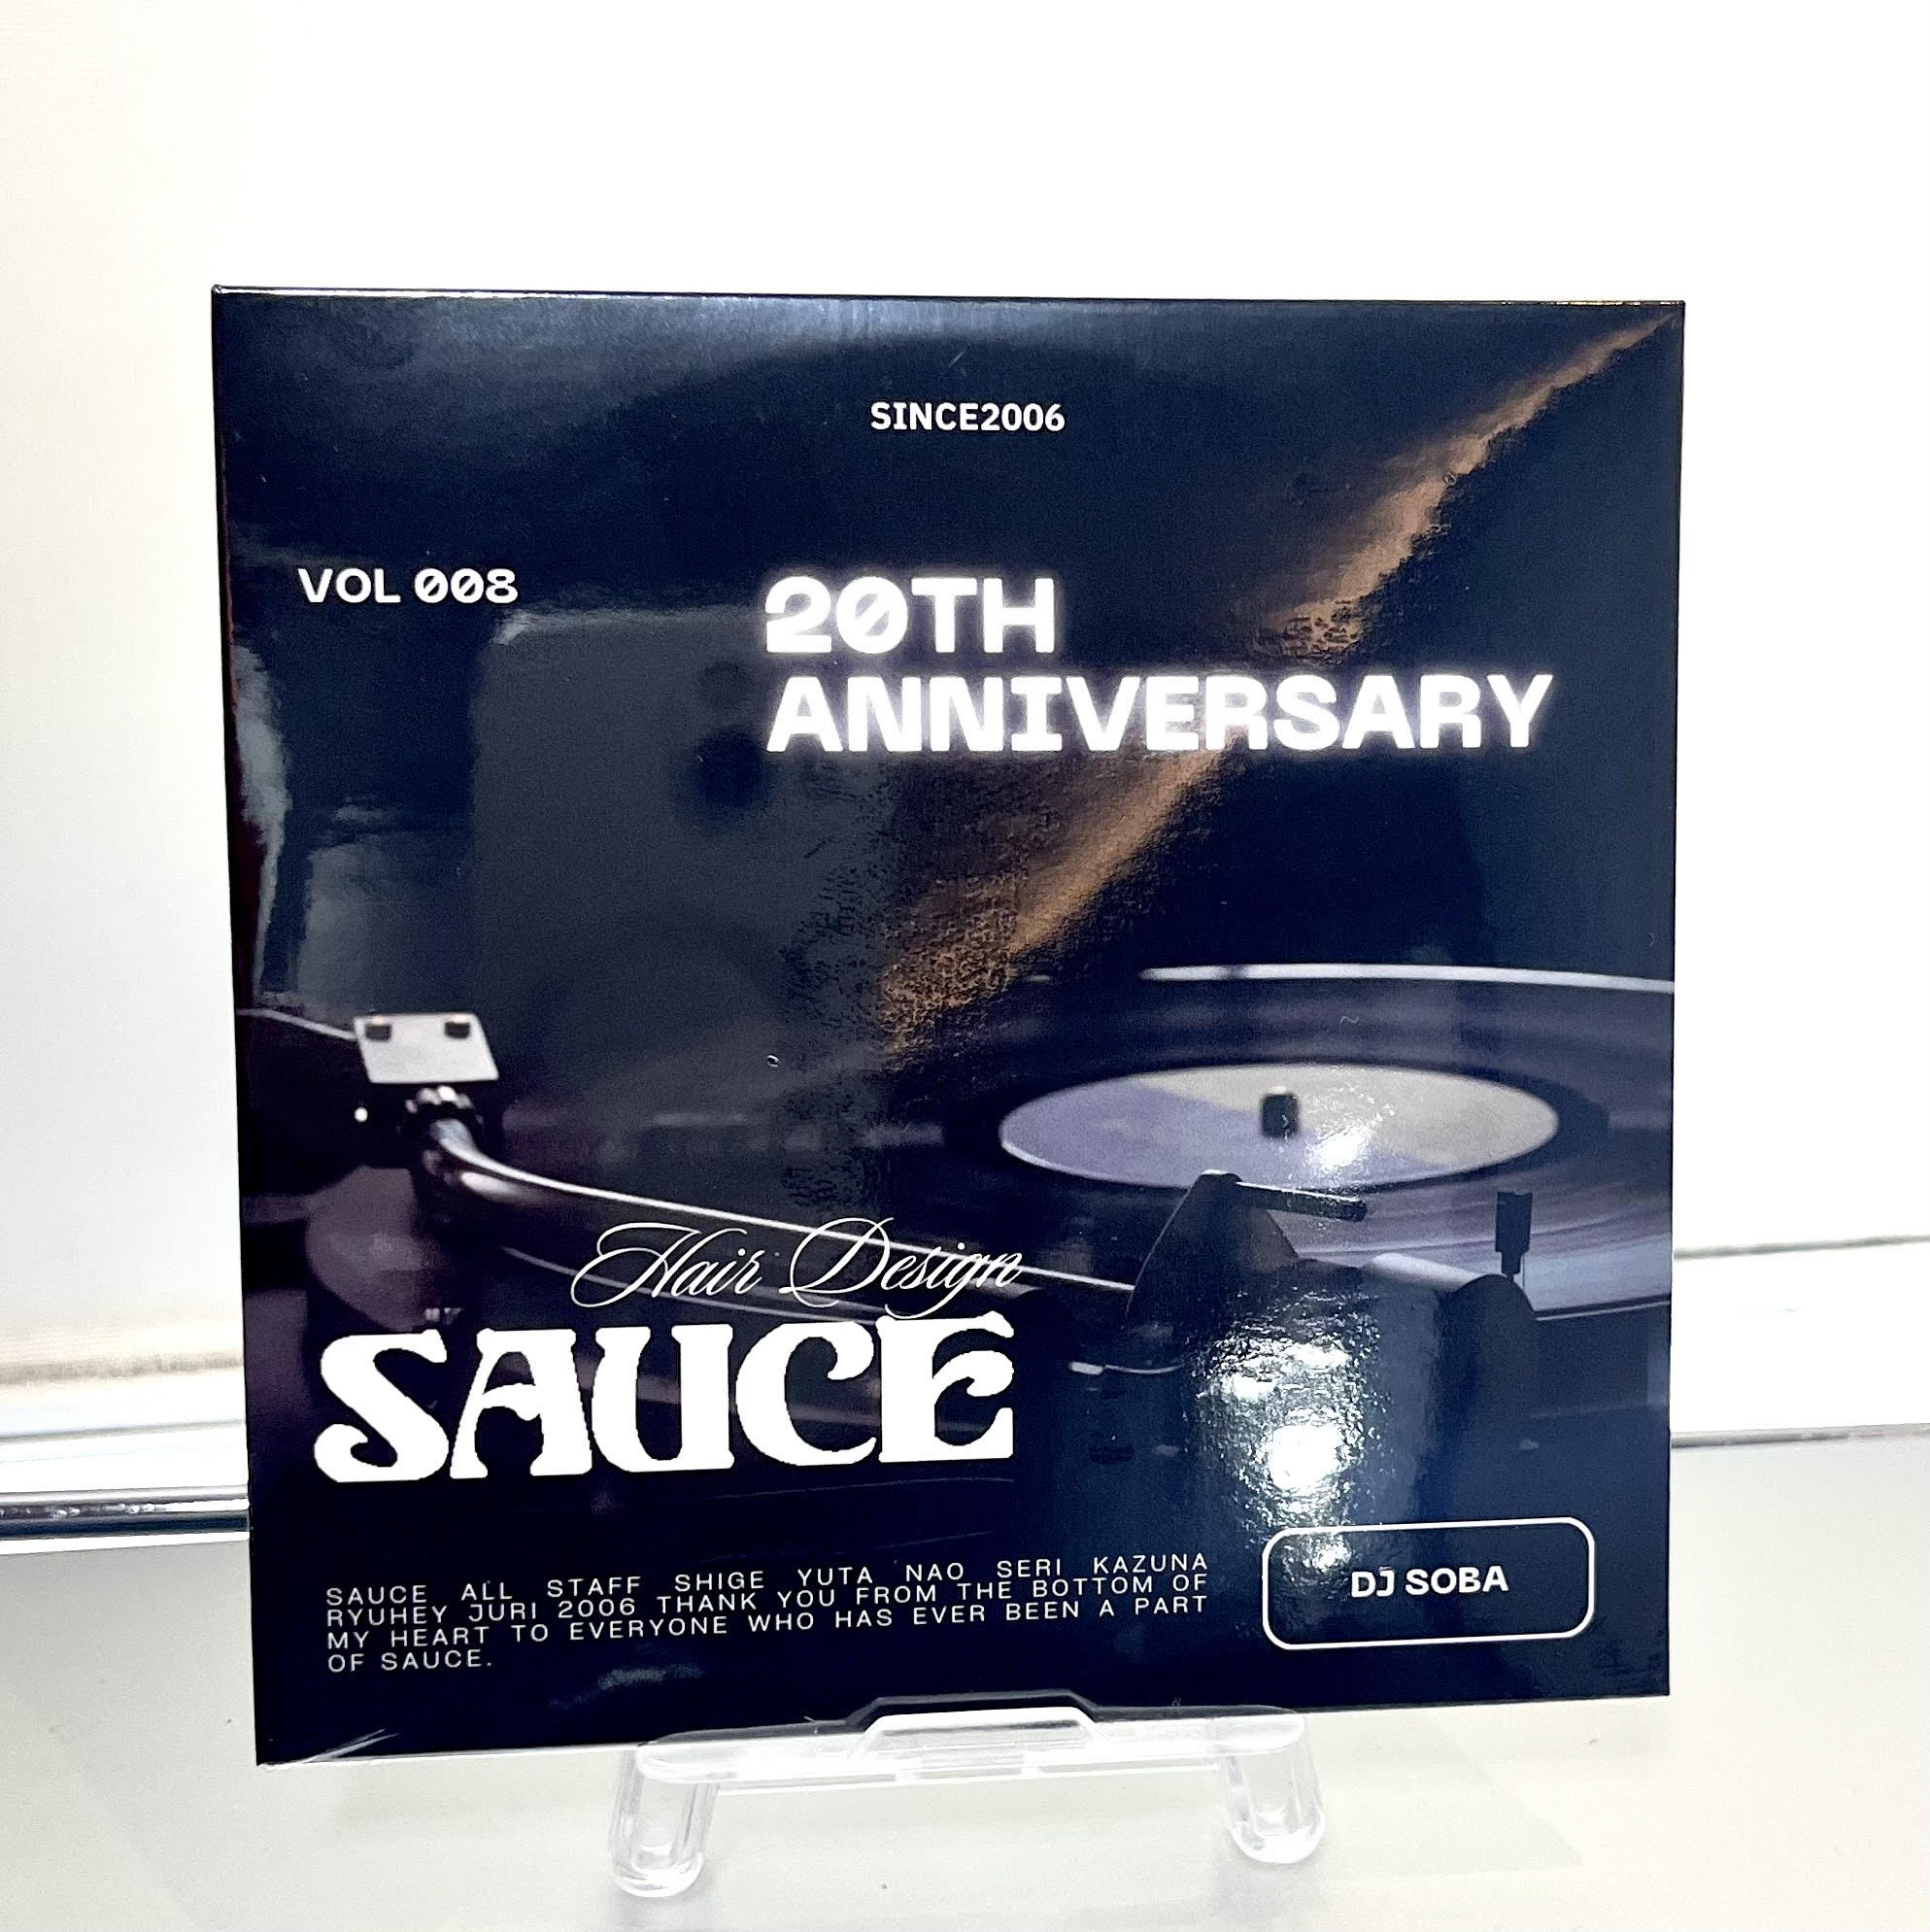 SINCE2006
VOL 008
20TH
ANNIVERSARY
Hair Design
SAUCE
SAUCE ALL STAFF SHIGE YUTA NAO SERI KAZUNA
RYUHEY JURI 2006 THANK YOU FROM THE BOTTOM OF
MY HEART TO EVERYONE WHO HAS EVER BEEN A PART
OF SAUCE.
DJ SOBA